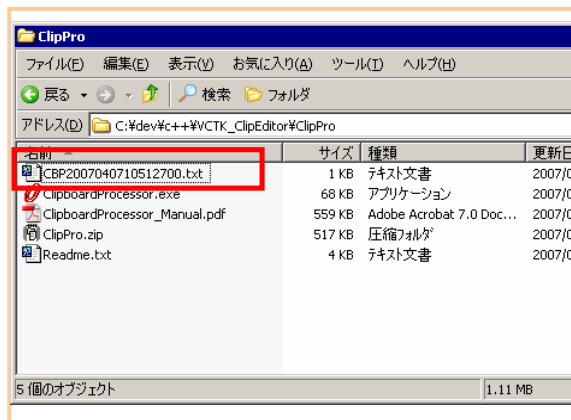 ClipPro
ファイル(F) 編集(E) 表示(V) お気に入り(A) ツール(T) ヘルプ(H)
戻る 検索 フォルダ
アドレス(D) C:¥dev¥c++¥VCTK_ClipEditor¥ClipPro
名前 サイズ 種類 更新日
CBP2007040710512700.txt 1 KB テキスト文書 2007/0
ClipboardProcessor.exe 68 KB アプリケーション 2007/0
ClipboardProcessor_Manual.pdf 559 KB Adobe Acrobat 7.0 Doc... 2007/0
ClipPro.zip 517 KB 圧縮フォルダ 2007/0
Readme.txt 4 KB テキスト文書 2007/0
5 個のオブジェクト 1.11 MB